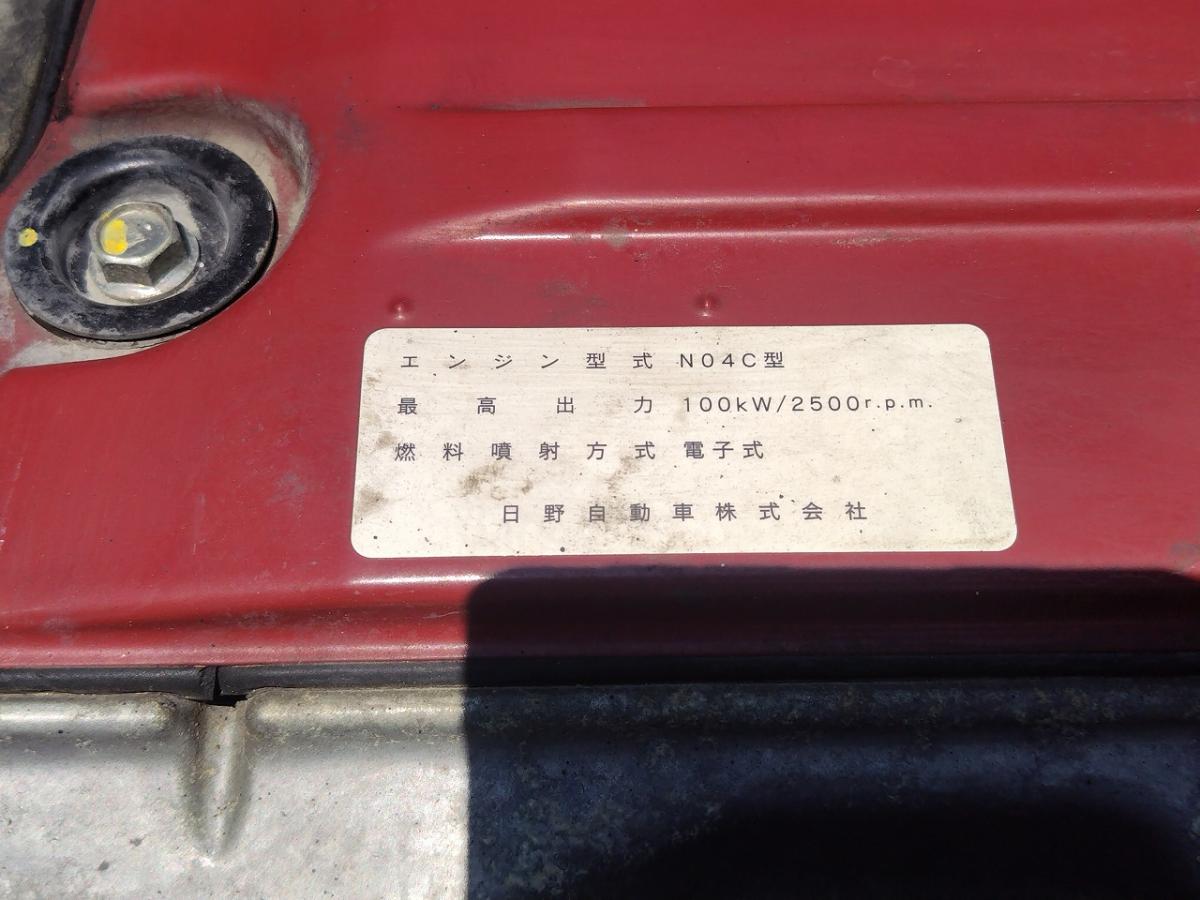 エンジン型式 N04C型
最高出力 100kW/2500r.p.m.
燃料噴射方式 電子式
日野自動車株式会社